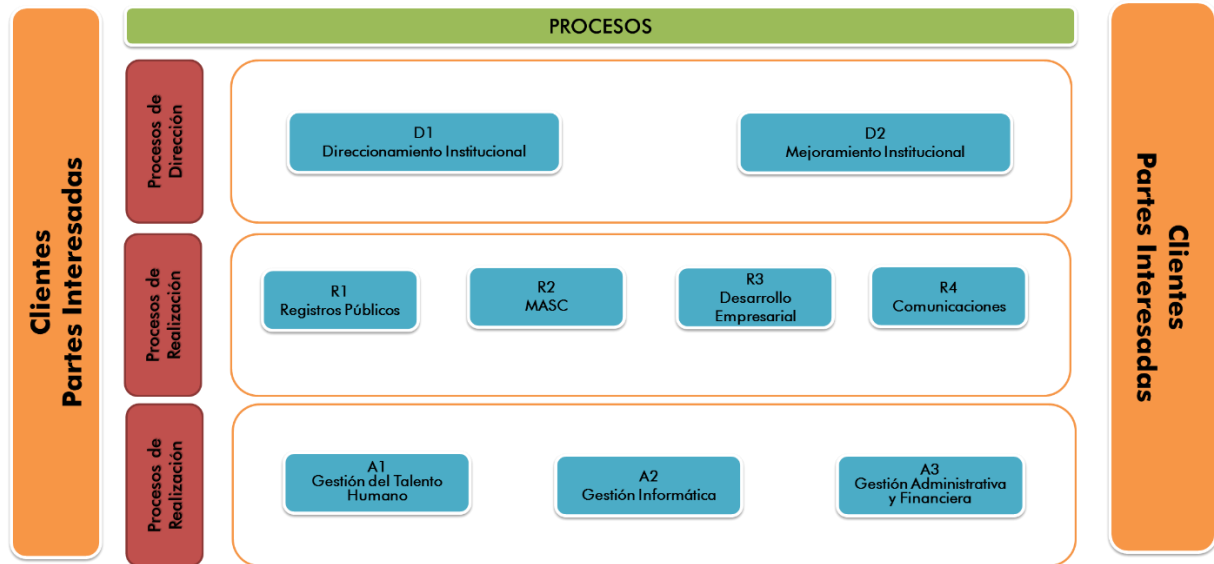 PROCESOS
Clientes
Partes Interesadas
Procesos de
Dirección
D1
Direccionamiento Institucional
D2
Mejoramiento Institucional
Procesos de
Realización
R1
Registros Públicos
R2
MASC
R3
Desarrollo
Empresarial
R4
Comunicaciones
Procesos de
Realización
A1
Gestión del Talento
Humano
A2
Gestión Informática
A3
Gestión Administrativa
y Financiera
Clientes
Partes Interesadas